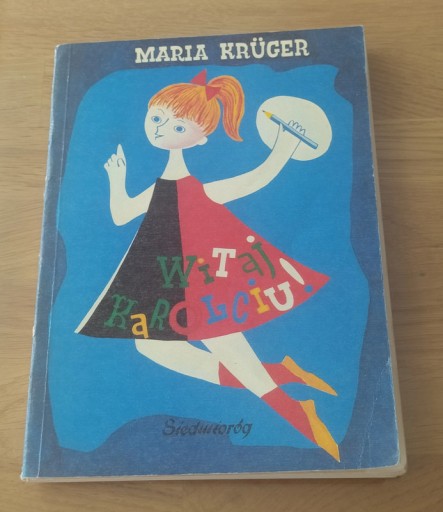 MARIA KRÜGER
WiTaj
KaROLCiU!
Siedmioróg